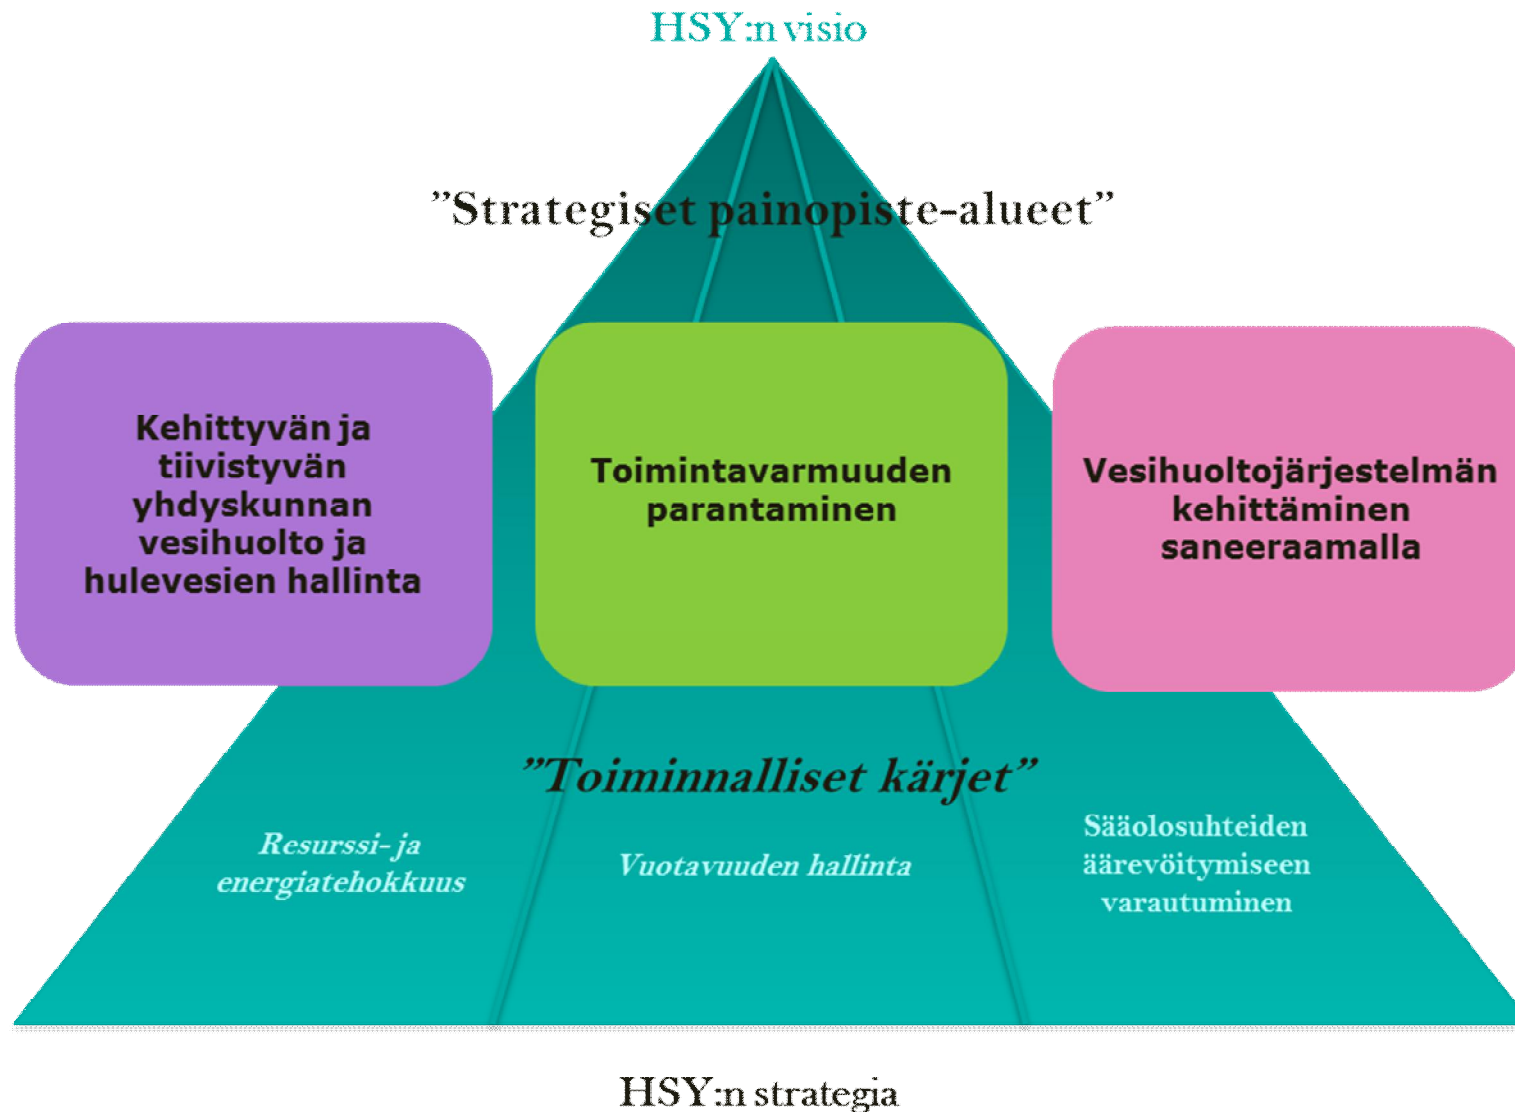 HSY:n visio
”Strategiset painopiste-alueet”
Kehittyvän ja
tiivistyvän
yhdyskunnan
vesihuolto ja
hulevesien hallinta
Toimintavarmuuden
parantaminen
Vesihuoltojärjestelmän
kehittäminen
saneeraamalla
”Toiminnalliset kärjet”
Resurssi- ja
energiatehokkuus
Vuotavuuden hallinta
Sääolosuhteiden
äärevöitymiseen
varautuminen
HSY:n strategia